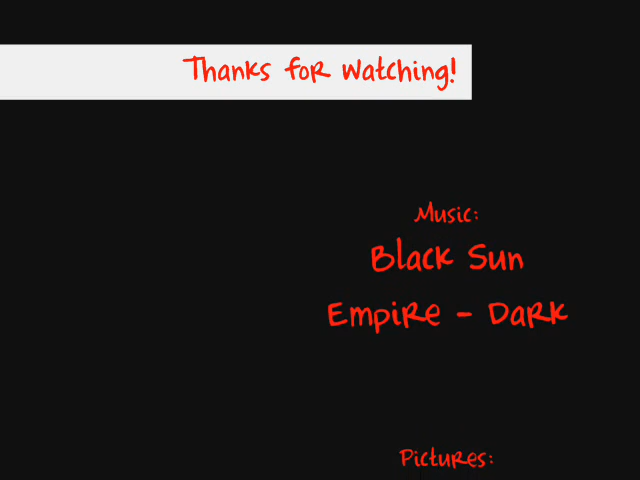 Thanks for watching!
Music:
Black Sun
Empire - Dark
Pictures: